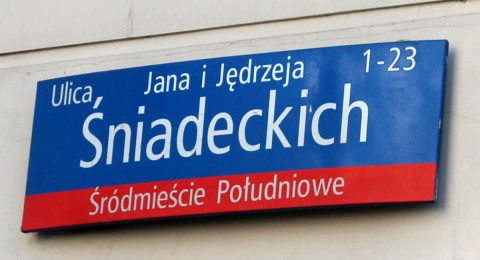 Ulica Jana i Jędrzeja 1-23
Śniadeckich
Śródmieście Południowe